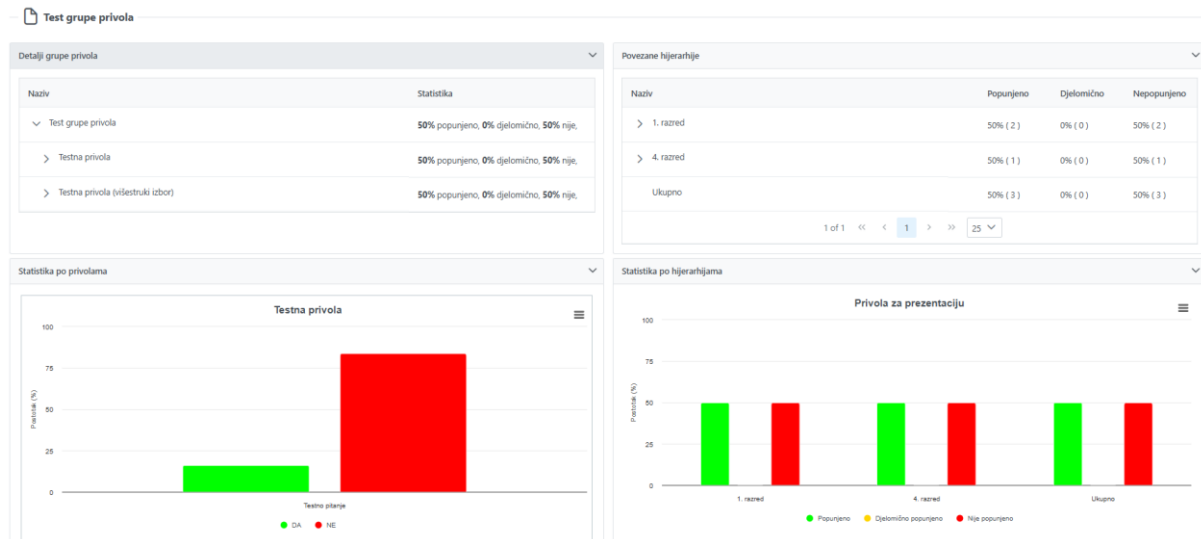 Test grupe privola
Detalji grupe privola
Naziv Statistika
Test grupe privola 50% popunjeno, 0% djelomično, 50% nije,
Testna privola 50% popunjeno, 0% djelomično, 50% nije,
Testna privola (višestruki izbor) 50% popunjeno, 0% djelomično, 50% nije,
Povezane hijerarhije
Naziv Popunjeno Djelomično Nepopunjeno
1. razred 50% ( 2 ) 0% ( 0 ) 50% ( 2 )
4. razred 50% ( 1 ) 0% ( 0 ) 50% ( 1 )
Ukupno 50% ( 3 ) 0% ( 0 ) 50% ( 3 )
1 of 1 « < 1 > » 25
Statistika po privolama
Testna privola
Postotak (%)
100
75
50
25
0
Testno pitanje
DA NE
Statistika po hijerarhijama
Privola za prezentaciju
Postotak (%)
100
75
50
25
0
1. razred 4. razred Ukupno
Popunjeno Djelomično popunjeno Nije popunjeno